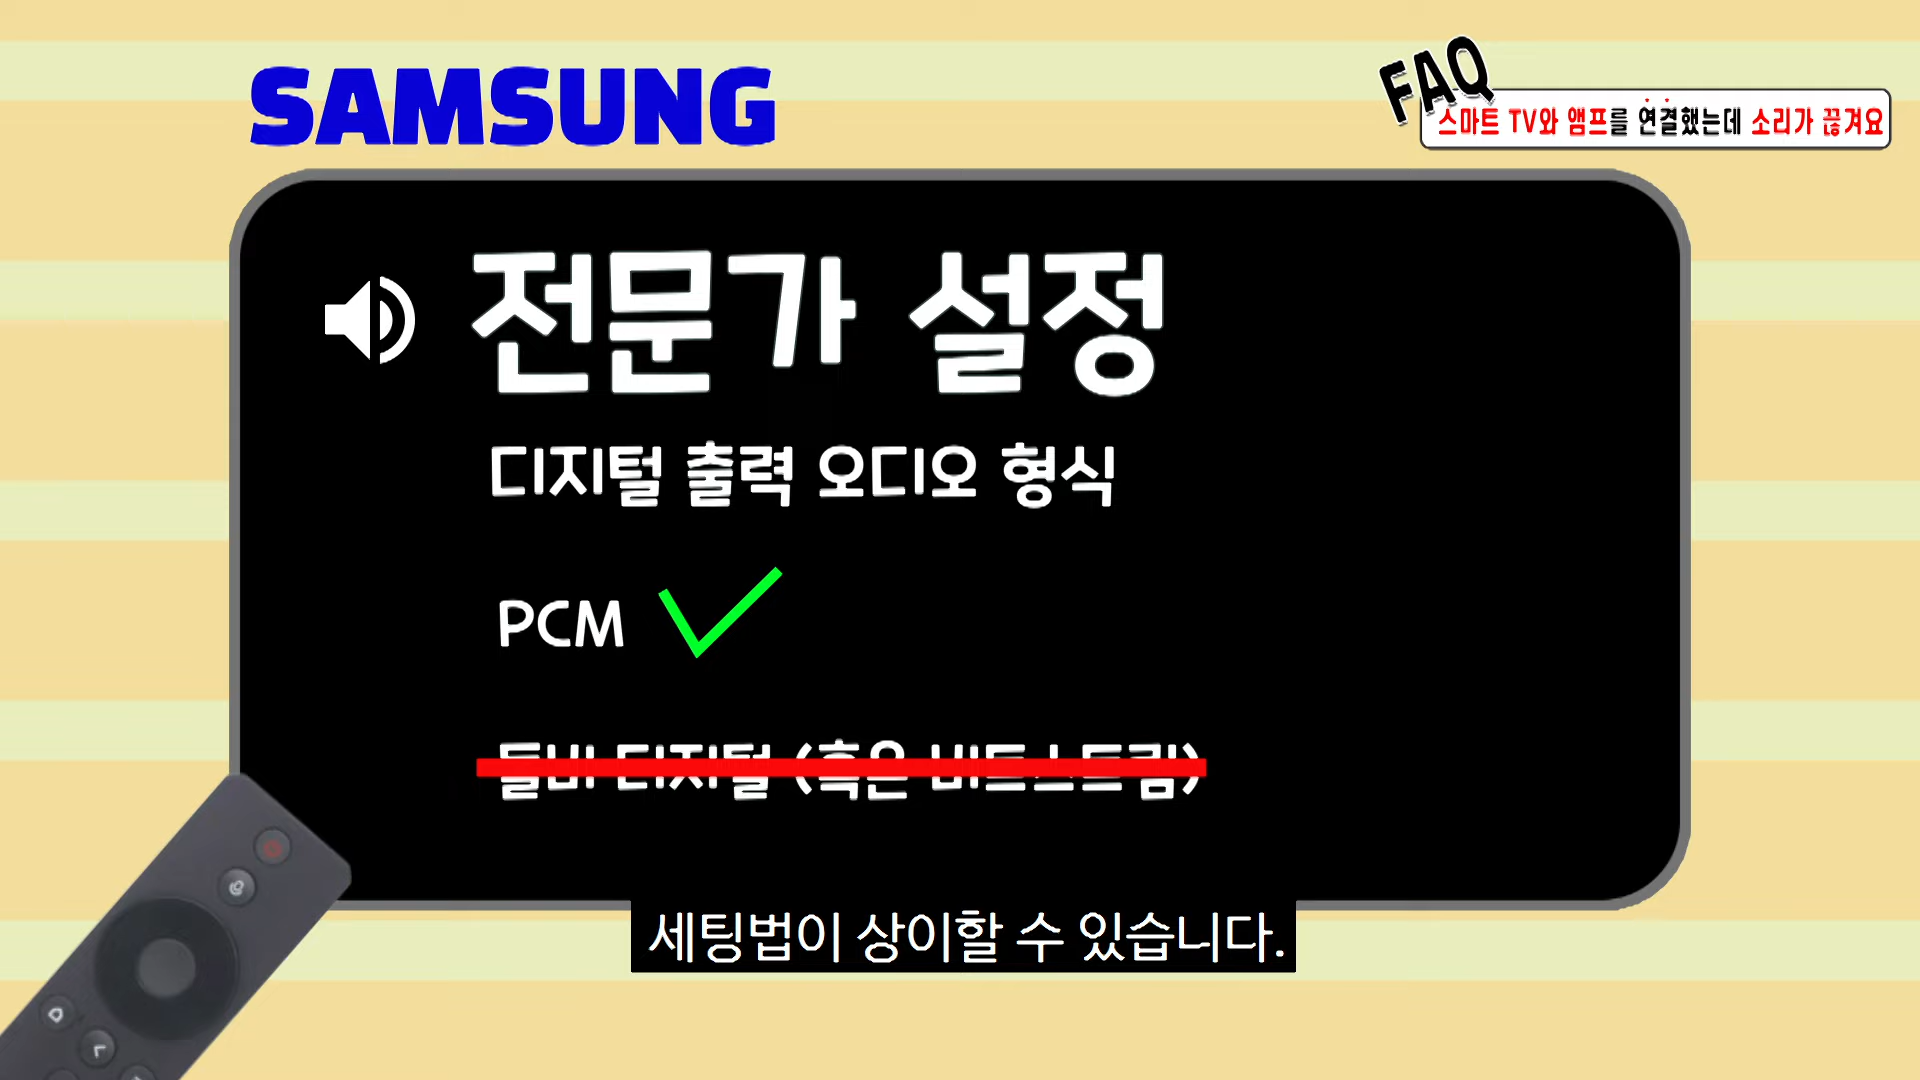 SAMSUNG
FAQ
스마트 TV와 앰프를 연결했는데 소리가 끊겨요
전문가 설정
디지털 출력 오디오 형식
PCM
돌비 디지털 (혹은 비트스트림)
세팅법이 상이할 수 있습니다.